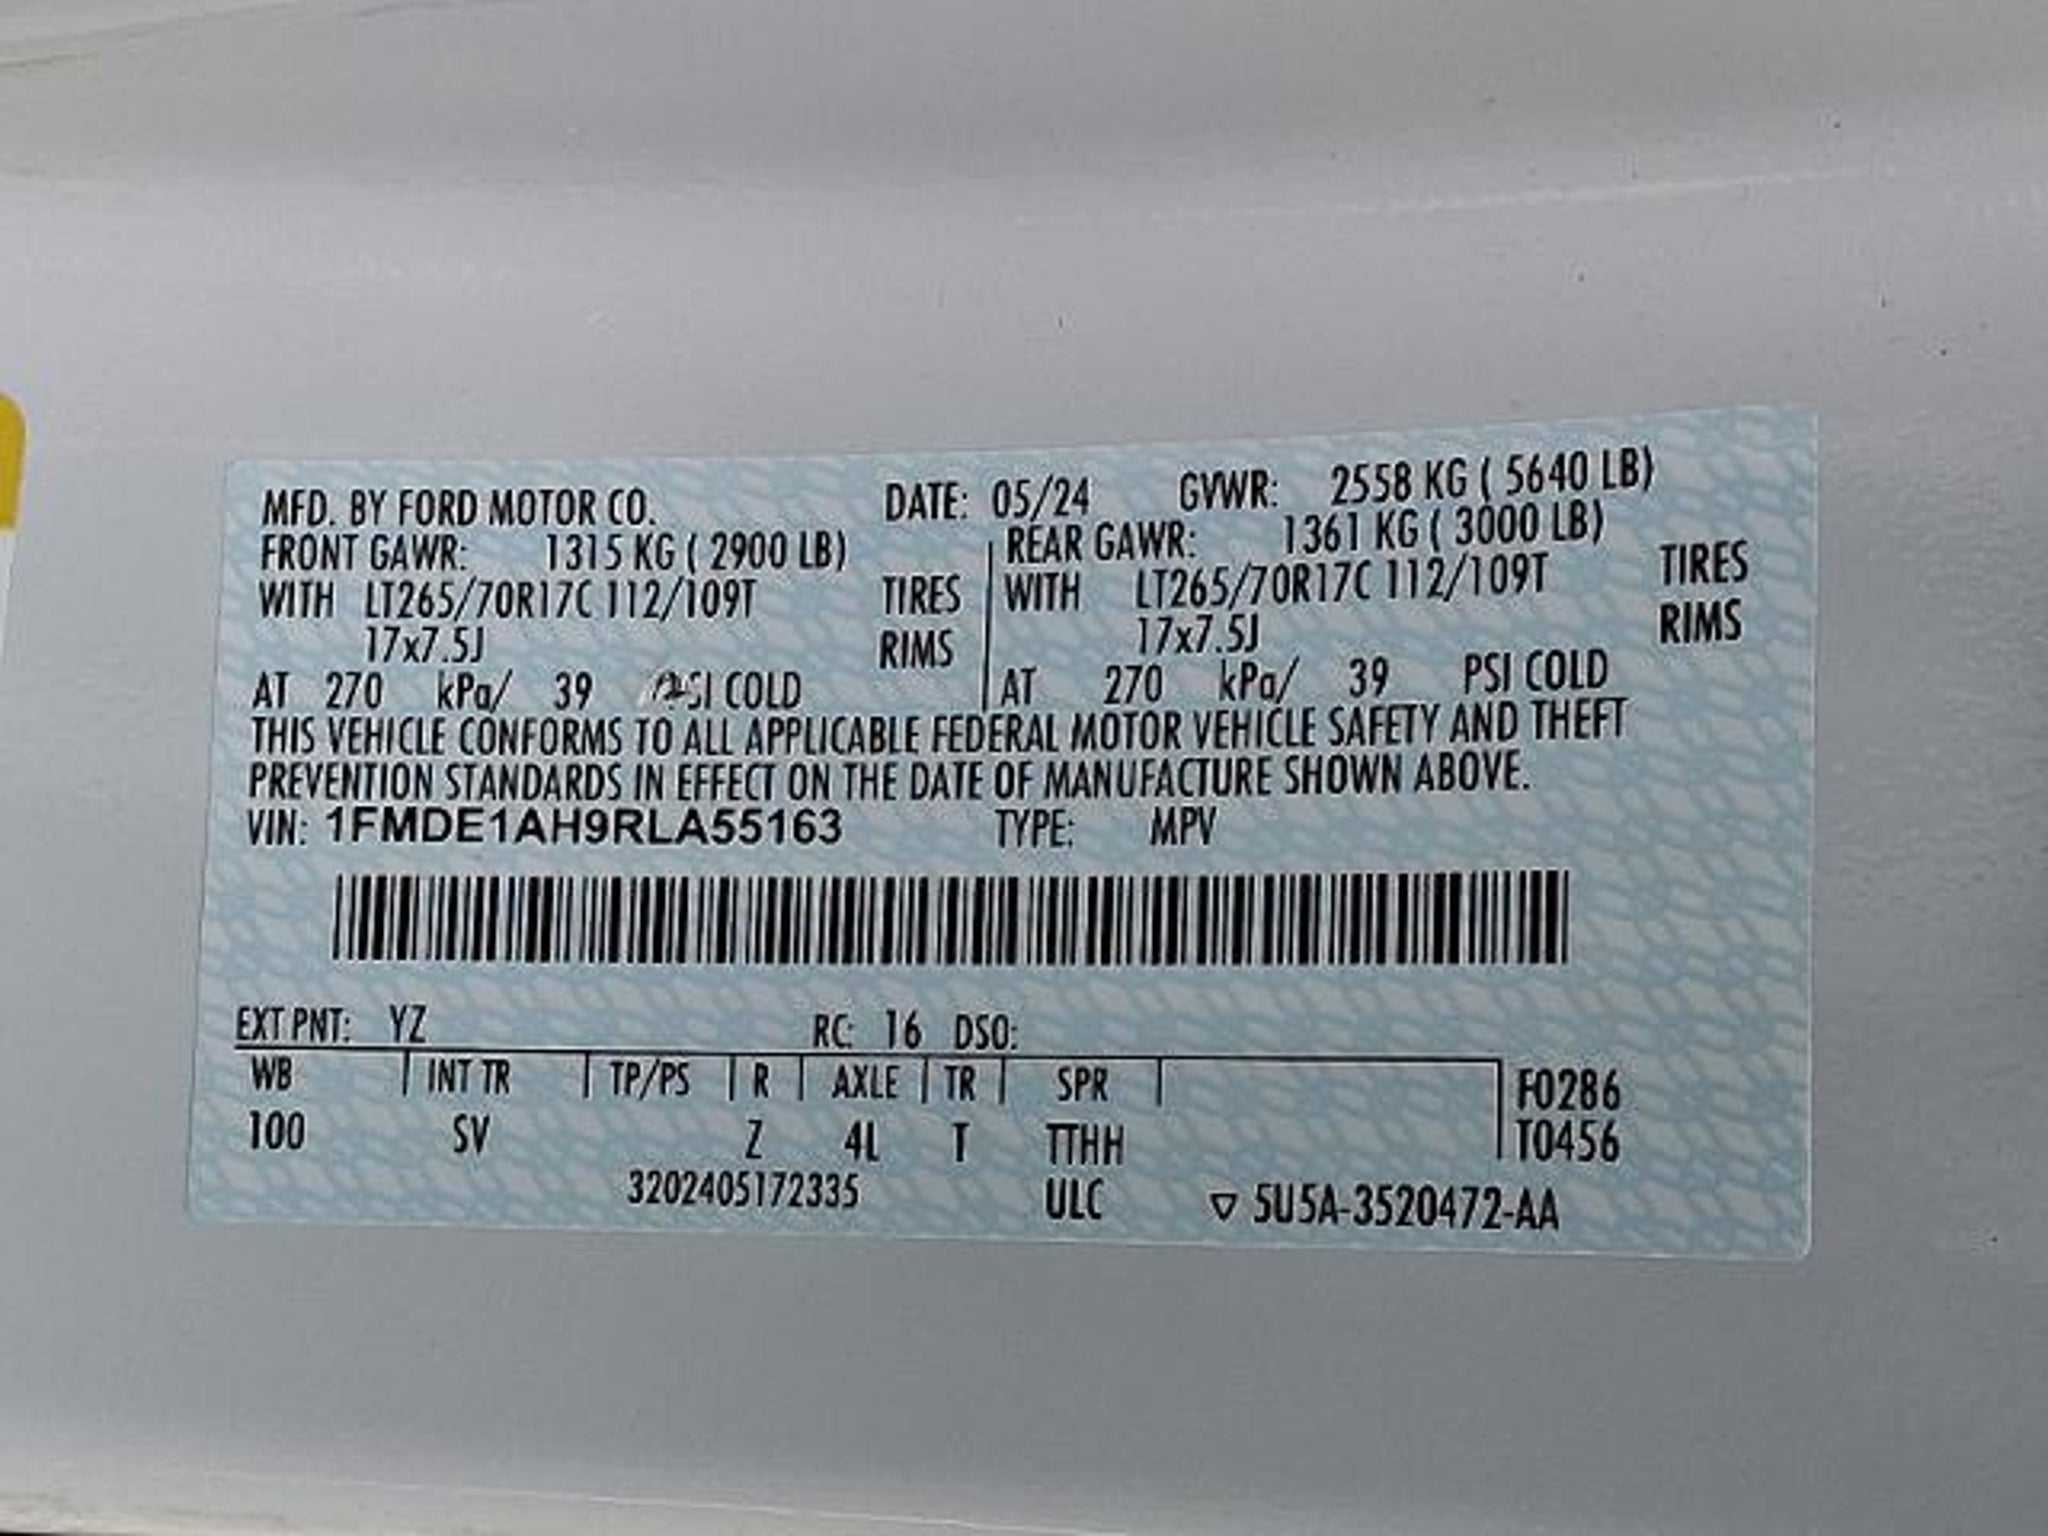 MFD. BY FORD MOTOR CO. DATE: 05/24 GVWR: 2558 KG ( 5640 LB)
FRONT GAWR: 1315 KG ( 2900 LB) REAR GAWR: 1361 KG ( 3000 LB)
WITH LT265/70R17C 112/109T TIRES WITH LT265/70R17C 112/109T TIRES
17x7.5J RIMS 17x7.5J RIMS
AT 270 kPa/ 39 PSI COLD AT 270 kPa/ 39 PSI COLD
THIS VEHICLE CONFORMS TO ALL APPLICABLE FEDERAL MOTOR VEHICLE SAFETY AND THEFT
PREVENTION STANDARDS IN EFFECT ON THE DATE OF MANUFACTURE SHOWN ABOVE.
VIN: 1FMDE1AH9RLA55163 TYPE: MPV
EXT PNT: YZ RC: 16 DSO:
WB INT TR TP/PS R AXLE TR SPR F0286
100 SV Z 4L T TTHH T0456
3202405172335 ULC ▽ 5U5A-3520472-AA